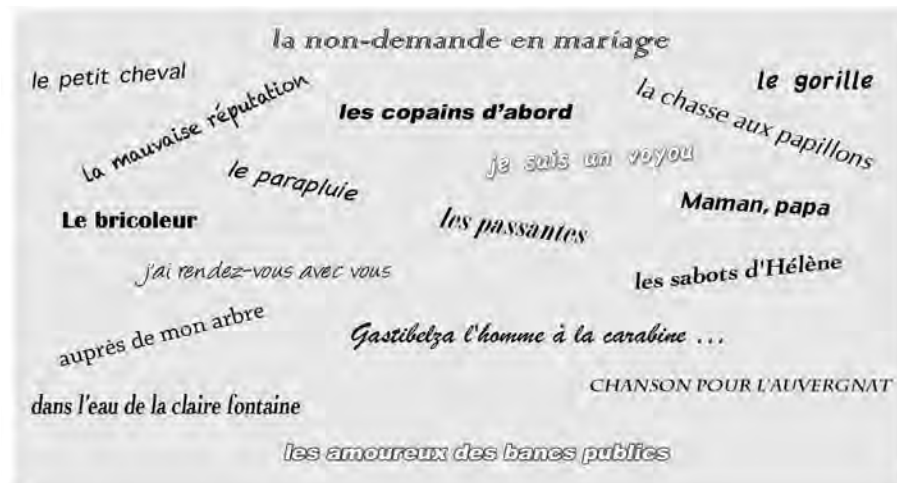 la non-demande en mariage
le petit cheval
le gorille
la mauvaise réputation
les copains d'abord
la chasse aux papillons
je suis un voyou
le parapluie
Maman, papa
Le bricoleur
les passantes
j'ai rendez-vous avec vous
les sabots d'Hélène
auprès de mon arbre
Gastibelza l'homme à la carabine ...
CHANSON POUR L'AUVERGNAT
dans l'eau de la claire fontaine
les amoureux des bancs publics